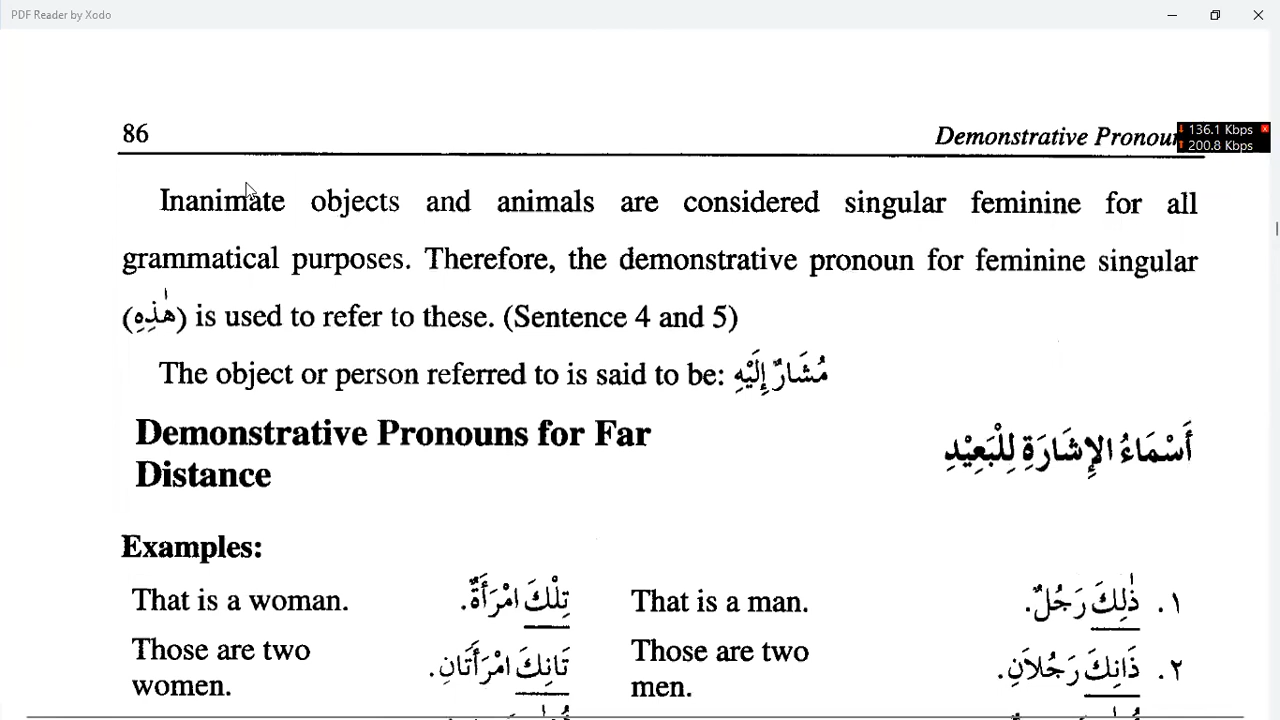 PDF Reader by Xodo
136.1 Kbps
200.8 Kbps
86 Demonstrative
Inanimate objects and animals are considered singular feminine for all
grammatical purposes. Therefore, the demonstrative pronoun for feminine singular
(هٰذِهِ) is used to refer to these. (Sentence 4 and 5)
The object or person referred to is said to be: مُشَارٌ إِلَيْهِ
Demonstrative Pronouns for Far
Distance
أَسْمَاءُ الإِشَارَةِ لِلْبَعِيْدِ
Examples:
That is a woman. تِلْكَ امْرَأَةٌ. That is a man. ١. ذٰلِكَ رَجُلٌ.
Those are two
women. تَانِكَ امْرَأَتَانِ. Those are two
men. ٢. ذَانِكَ رَجُلاَنِ.